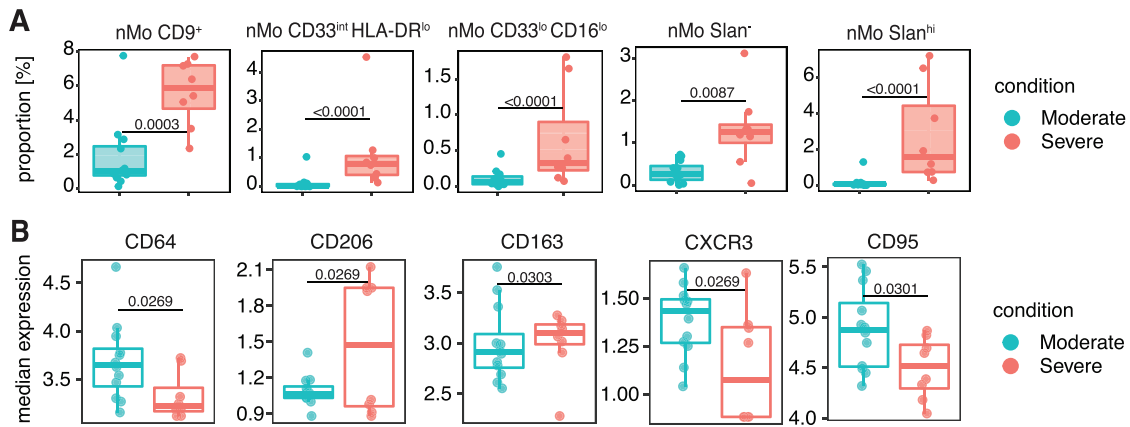 A
nMo CD9⁺
nMo CD33ⁱⁿᵗ HLA-DRˡᵒ
nMo CD33ˡᵒ CD16ˡᵒ
nMo Slan⁻
nMo Slanʰⁱ
proportion [%]
8
6
4
2
0
0.0003
4
3
2
1
0
<0.0001
1.5
1.0
0.5
0.0
<0.0001
3
2
1
0
0.0087
6
4
2
0
<0.0001
condition
Moderate
Severe
B
CD64
CD206
CD163
CXCR3
CD95
median expression
4.5
4.0
3.5
0.0269
2.1
1.8
1.5
1.2
0.9
0.0269
3.5
3.0
2.5
0.0303
1.50
1.25
1.00
0.0269
5.5
5.0
4.5
4.0
0.0301
condition
Moderate
Severe